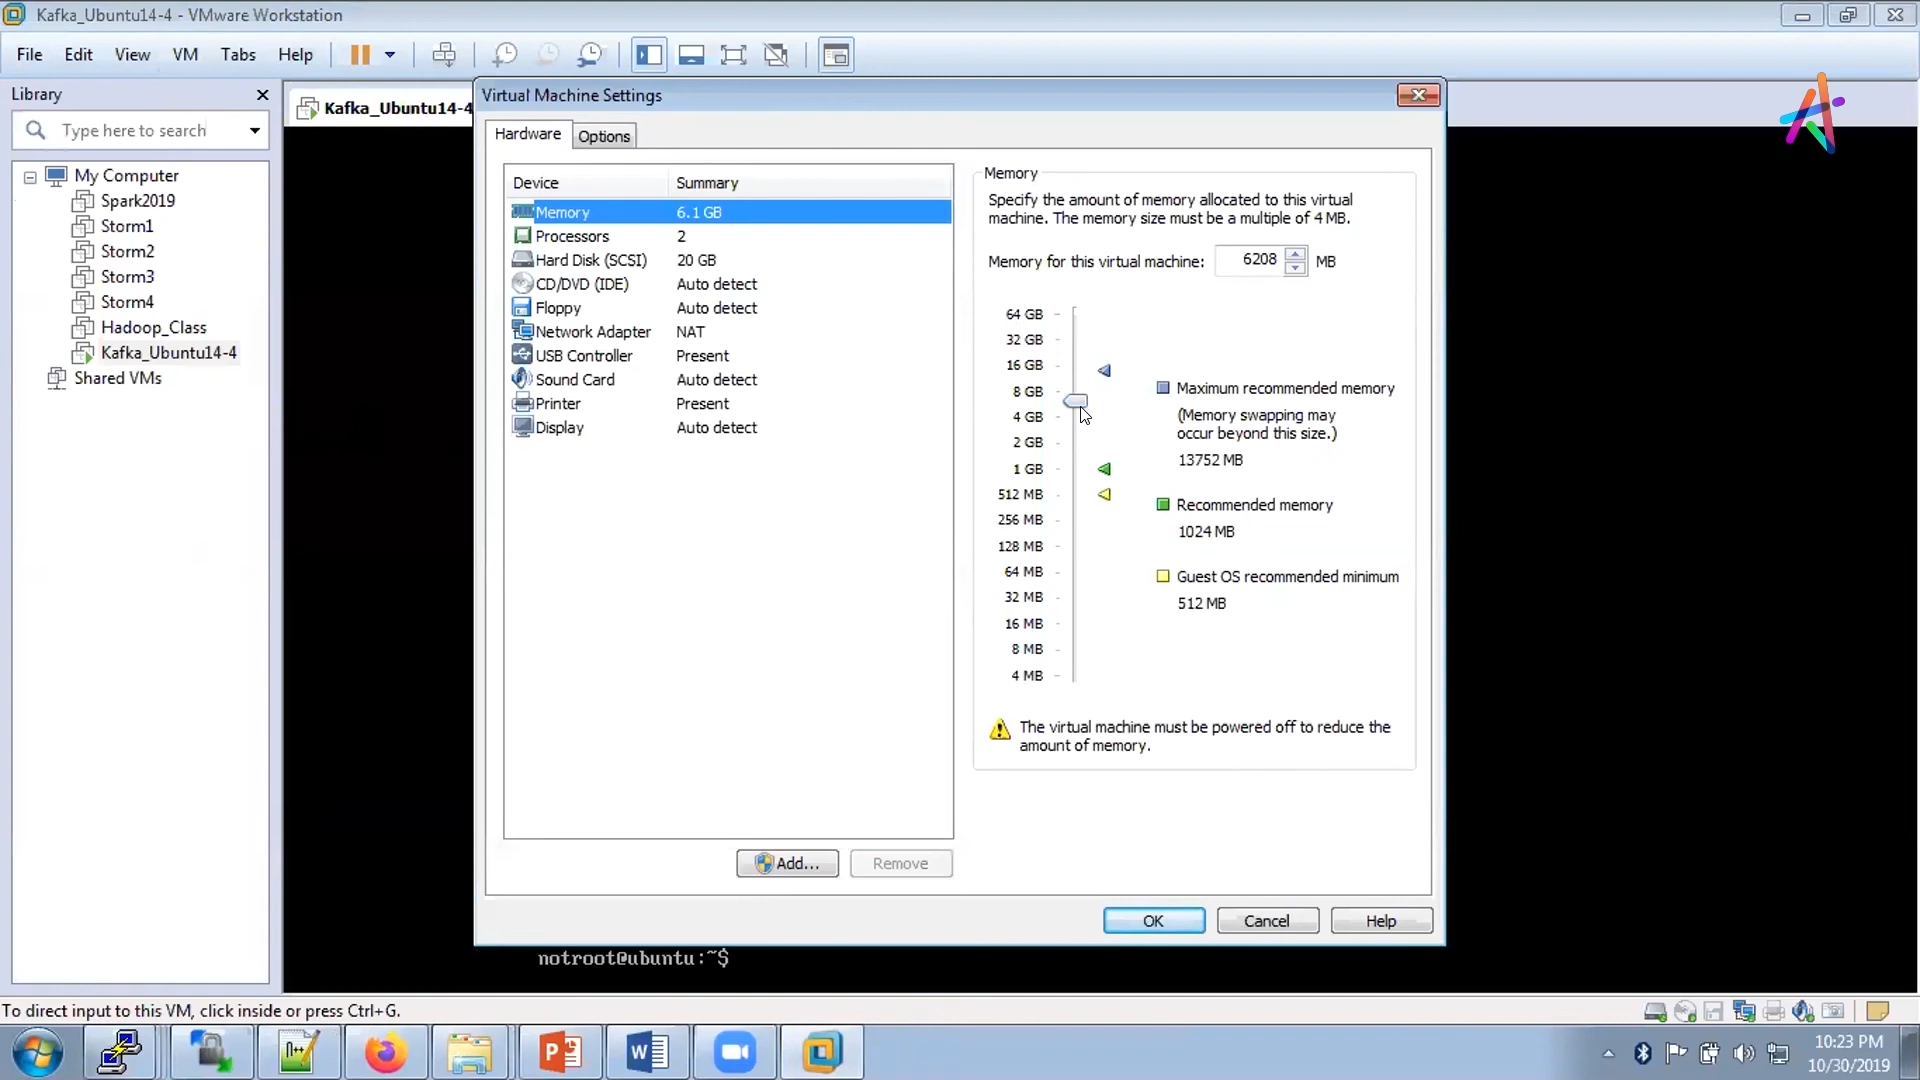 Kafka_Ubuntu14-4 - VMware Workstation
File Edit View VM Tabs Help
Library
Type here to search
My Computer
Spark2019
Storm1
Storm2
Storm3
Storm4
Hadoop_Class
Kafka_Ubuntu14-4
Shared VMs
Kafka_Ubuntu14-4
Virtual Machine Settings
Hardware Options
Device Summary
Memory 6.1 GB
Processors 2
Hard Disk (SCSI) 20 GB
CD/DVD (IDE) Auto detect
Floppy Auto detect
Network Adapter NAT
USB Controller Present
Sound Card Auto detect
Printer Present
Display Auto detect
Add... Remove
Memory
Specify the amount of memory allocated to this virtual
machine. The memory size must be a multiple of 4 MB.
Memory for this virtual machine: 6208 MB
64 GB
32 GB
16 GB
8 GB
4 GB
2 GB
1 GB
512 MB
256 MB
128 MB
64 MB
32 MB
16 MB
8 MB
4 MB
Maximum recommended memory
(Memory swapping may
occur beyond this size.)
13752 MB
Recommended memory
1024 MB
Guest OS recommended minimum
512 MB
The virtual machine must be powered off to reduce the
amount of memory.
OK Cancel Help
notroot@ubuntu:~$
To direct input to this VM, click inside or press Ctrl+G.
10:23 PM
10/30/2019